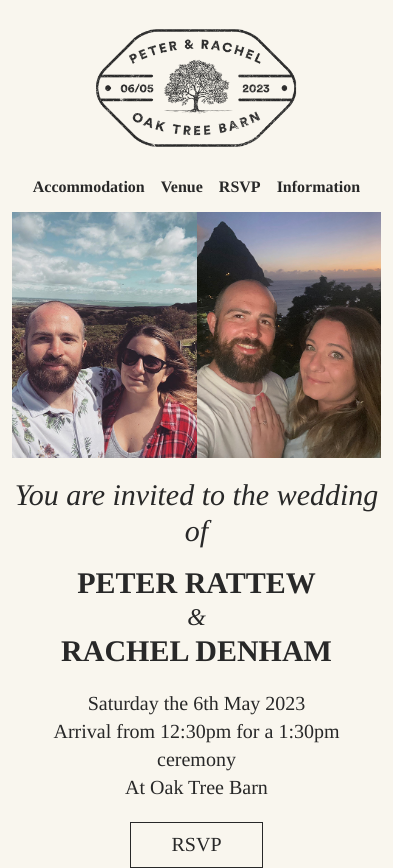 PETER & RACHEL
06/05 2023
OAK TREE BARN
Accommodation Venue RSVP Information
You are invited to the wedding
of
PETER RATTEW
&
RACHEL DENHAM
Saturday the 6th May 2023
Arrival from 12:30pm for a 1:30pm
ceremony
At Oak Tree Barn
RSVP